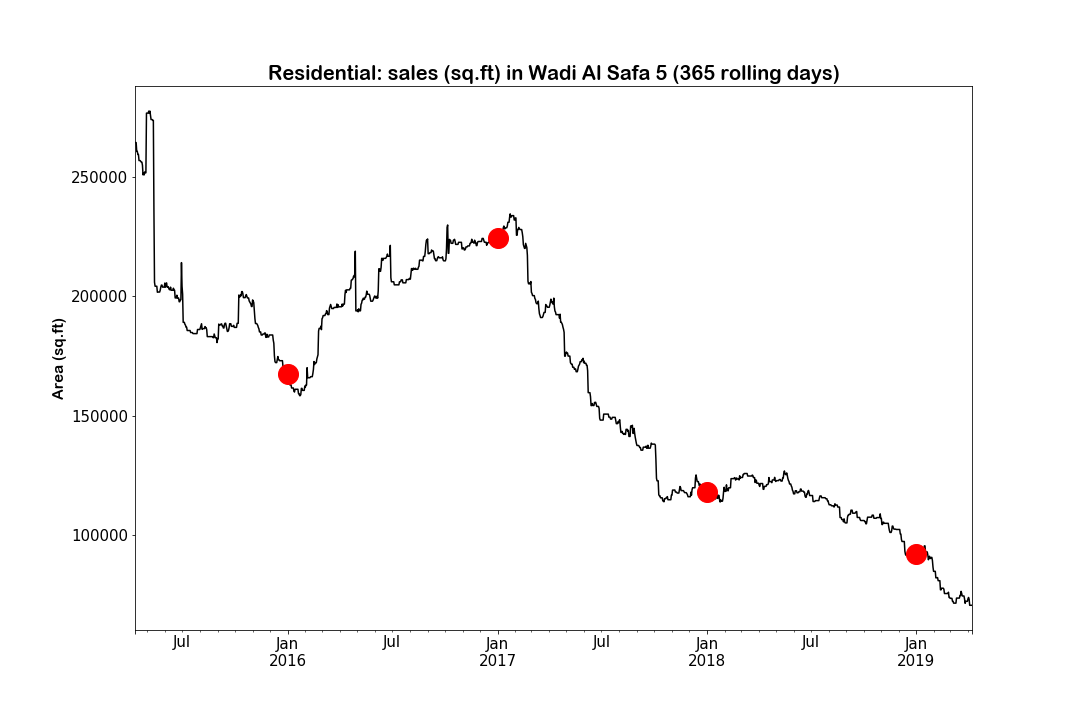 Residential: sales (sq.ft) in Wadi Al Safa 5 (365 rolling days)
Area (sq.ft)
250000
200000
150000
100000
Jul
Jan
2016
Jul
Jan
2017
Jul
Jan
2018
Jul
Jan
2019